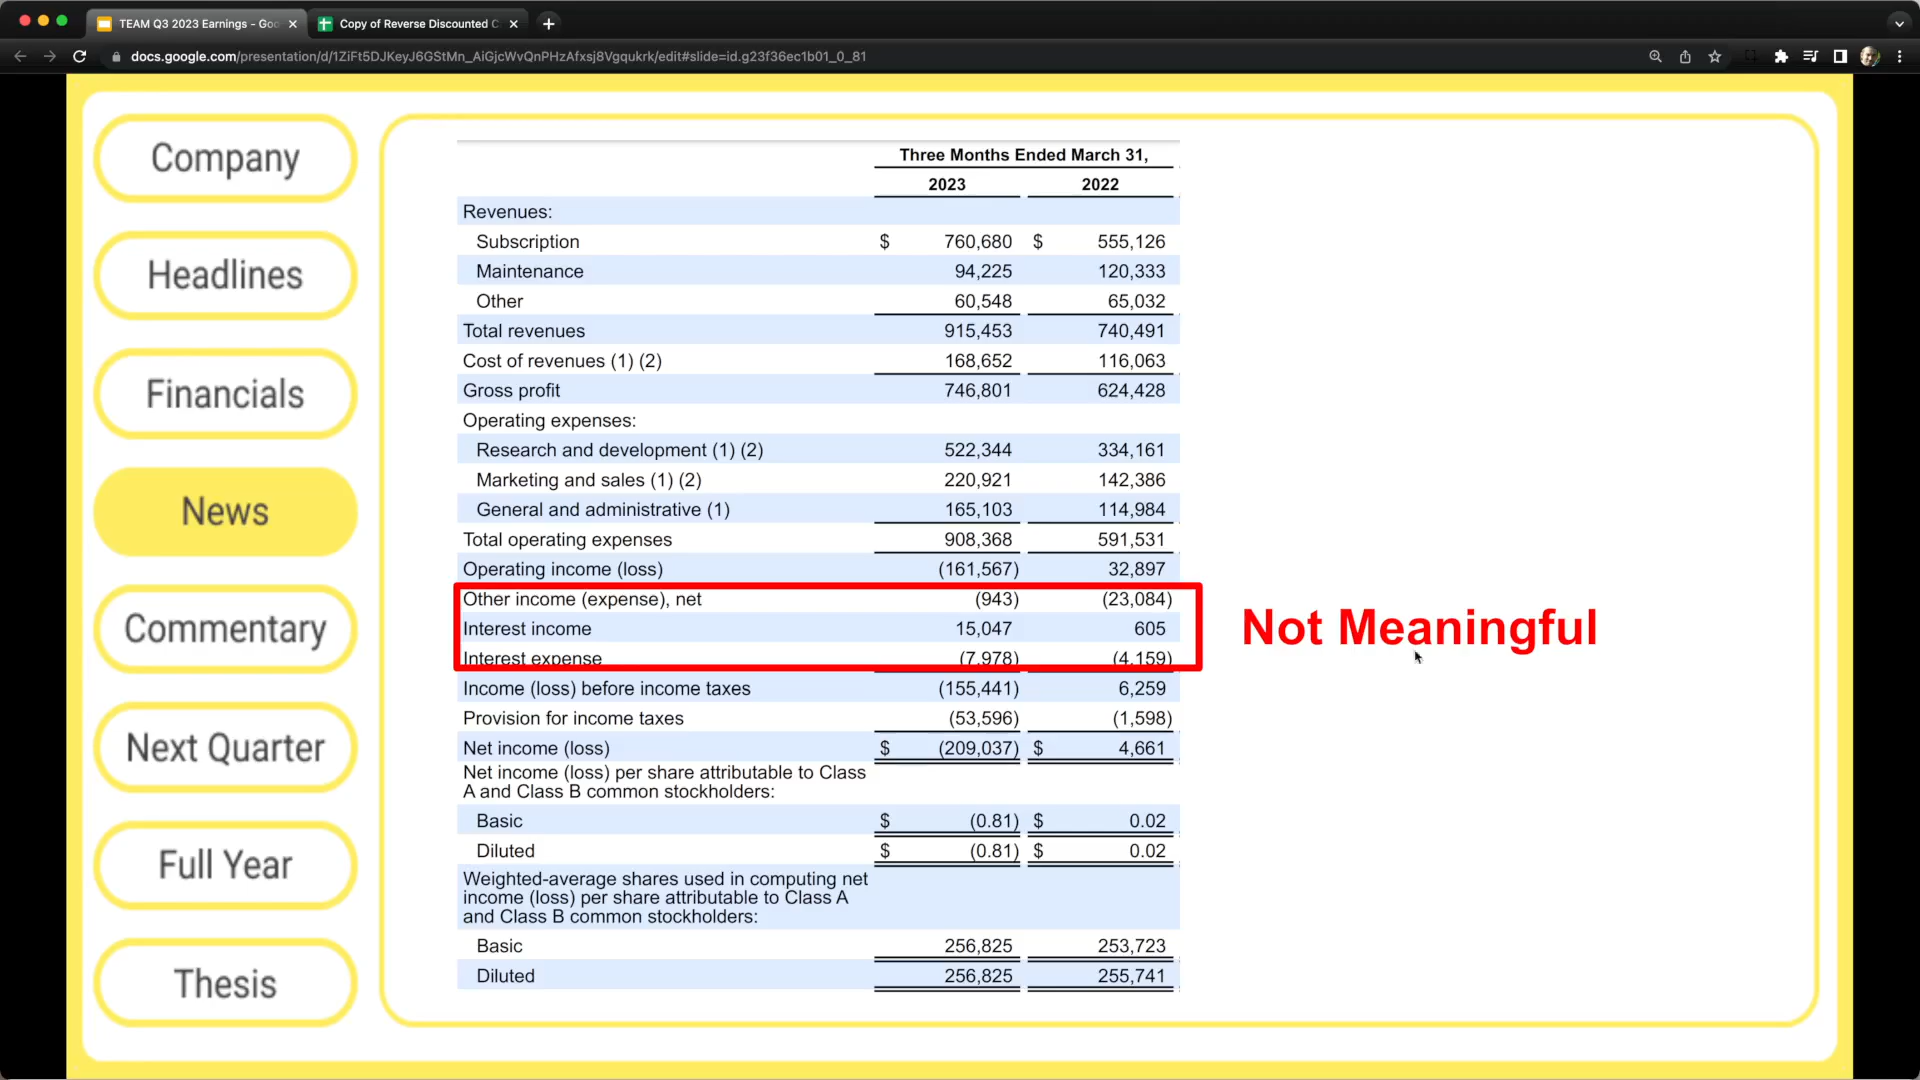 TEAM Q3 2023 Earnings - Goo
Copy of Reverse Discounted C
docs.google.com/presentation/d/1ZiFt5DJKeyJ6GStMn_AiGjcWvQnPHzAfxsj8Vgqukrk/edit#slide=id.g23f36ec1b01_0_81
Company
Headlines
Financials
News
Commentary
Next Quarter
Full Year
Thesis
Three Months Ended March 31,
2023 2022
Revenues:
Subscription $ 760,680 $ 555,126
Maintenance 94,225 120,333
Other 60,548 65,032
Total revenues 915,453 740,491
Cost of revenues (1) (2) 168,652 116,063
Gross profit 746,801 624,428
Operating expenses:
Research and development (1) (2) 522,344 334,161
Marketing and sales (1) (2) 220,921 142,386
General and administrative (1) 165,103 114,984
Total operating expenses 908,368 591,531
Operating income (loss) (161,567) 32,897
Other income (expense), net (943) (23,084)
Interest income 15,047 605
Interest expense (7,978) (4,159)
Income (loss) before income taxes (155,441) 6,259
Provision for income taxes (53,596) (1,598)
Net income (loss) $ (209,037) $ 4,661
Net income (loss) per share attributable to Class
A and Class B common stockholders:
Basic $ (0.81) $ 0.02
Diluted $ (0.81) $ 0.02
Weighted-average shares used in computing net
income (loss) per share attributable to Class A
and Class B common stockholders:
Basic 256,825 253,723
Diluted 256,825 255,741
Not Meaningful